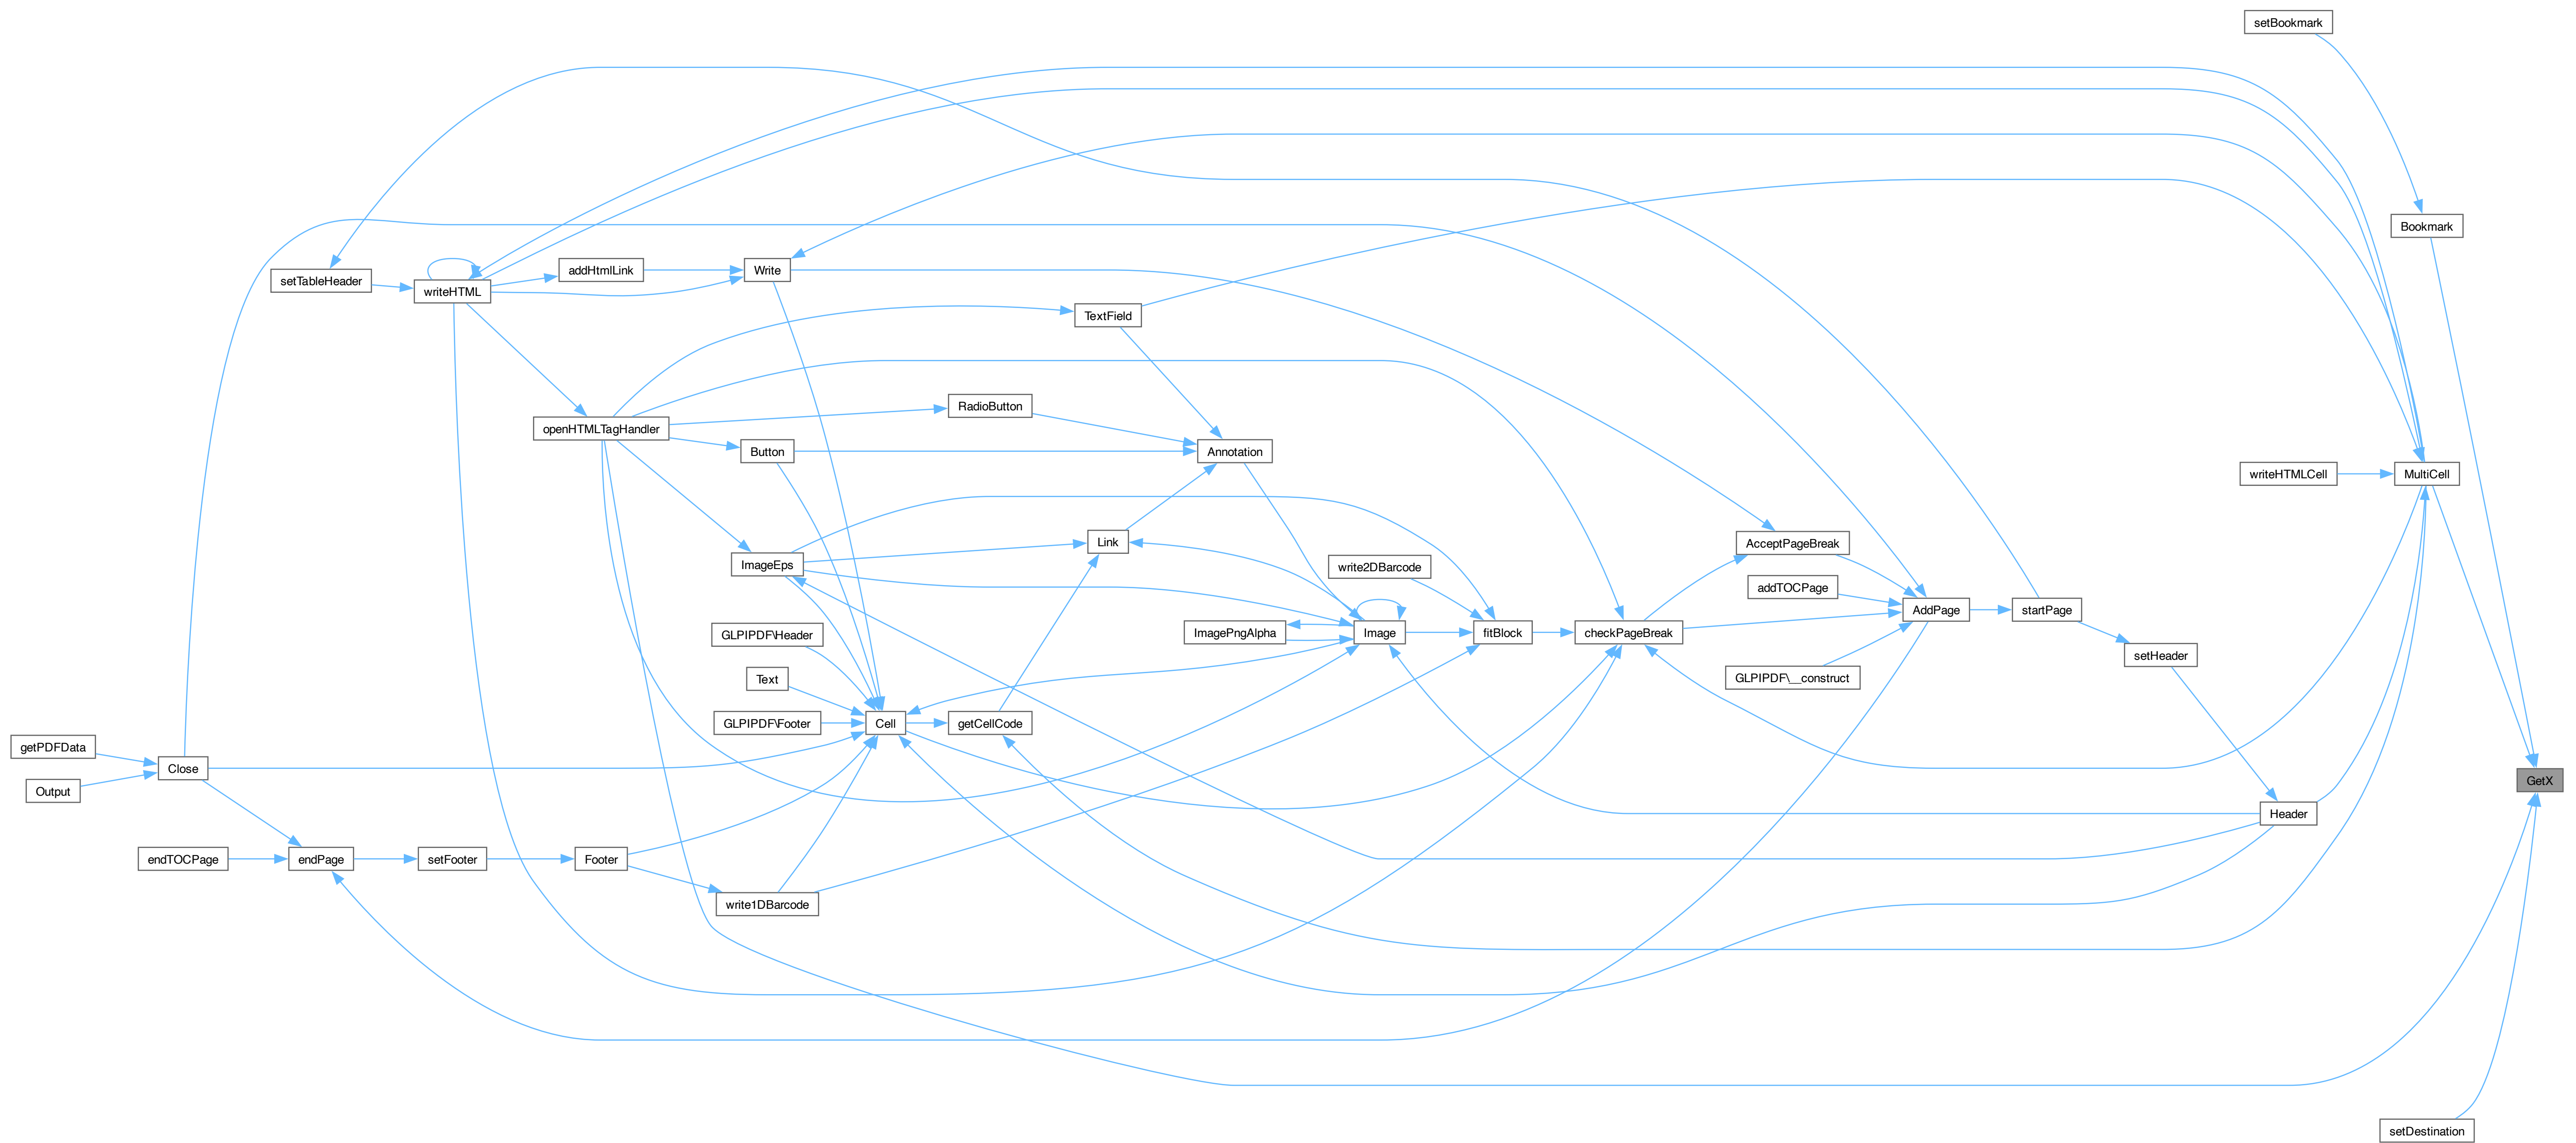 setBookmark
Bookmark
setTableHeader
writeHTML
addHtmlLink
Write
TextField
RadioButton
openHTMLTagHandler
Button
Annotation
writeHTMLCell
MultiCell
Link
AcceptPageBreak
ImageEps
write2DBarcode
addTOCPage
AddPage
startPage
GLPIPDF\Header
ImagePngAlpha
Image
fitBlock
checkPageBreak
setHeader
Text
GLPIPDF\__construct
GLPIPDF\Footer
Cell
getCellCode
getPDFData
Close
Output
GetX
Header
endTOCPage
endPage
setFooter
Footer
write1DBarcode
setDestination